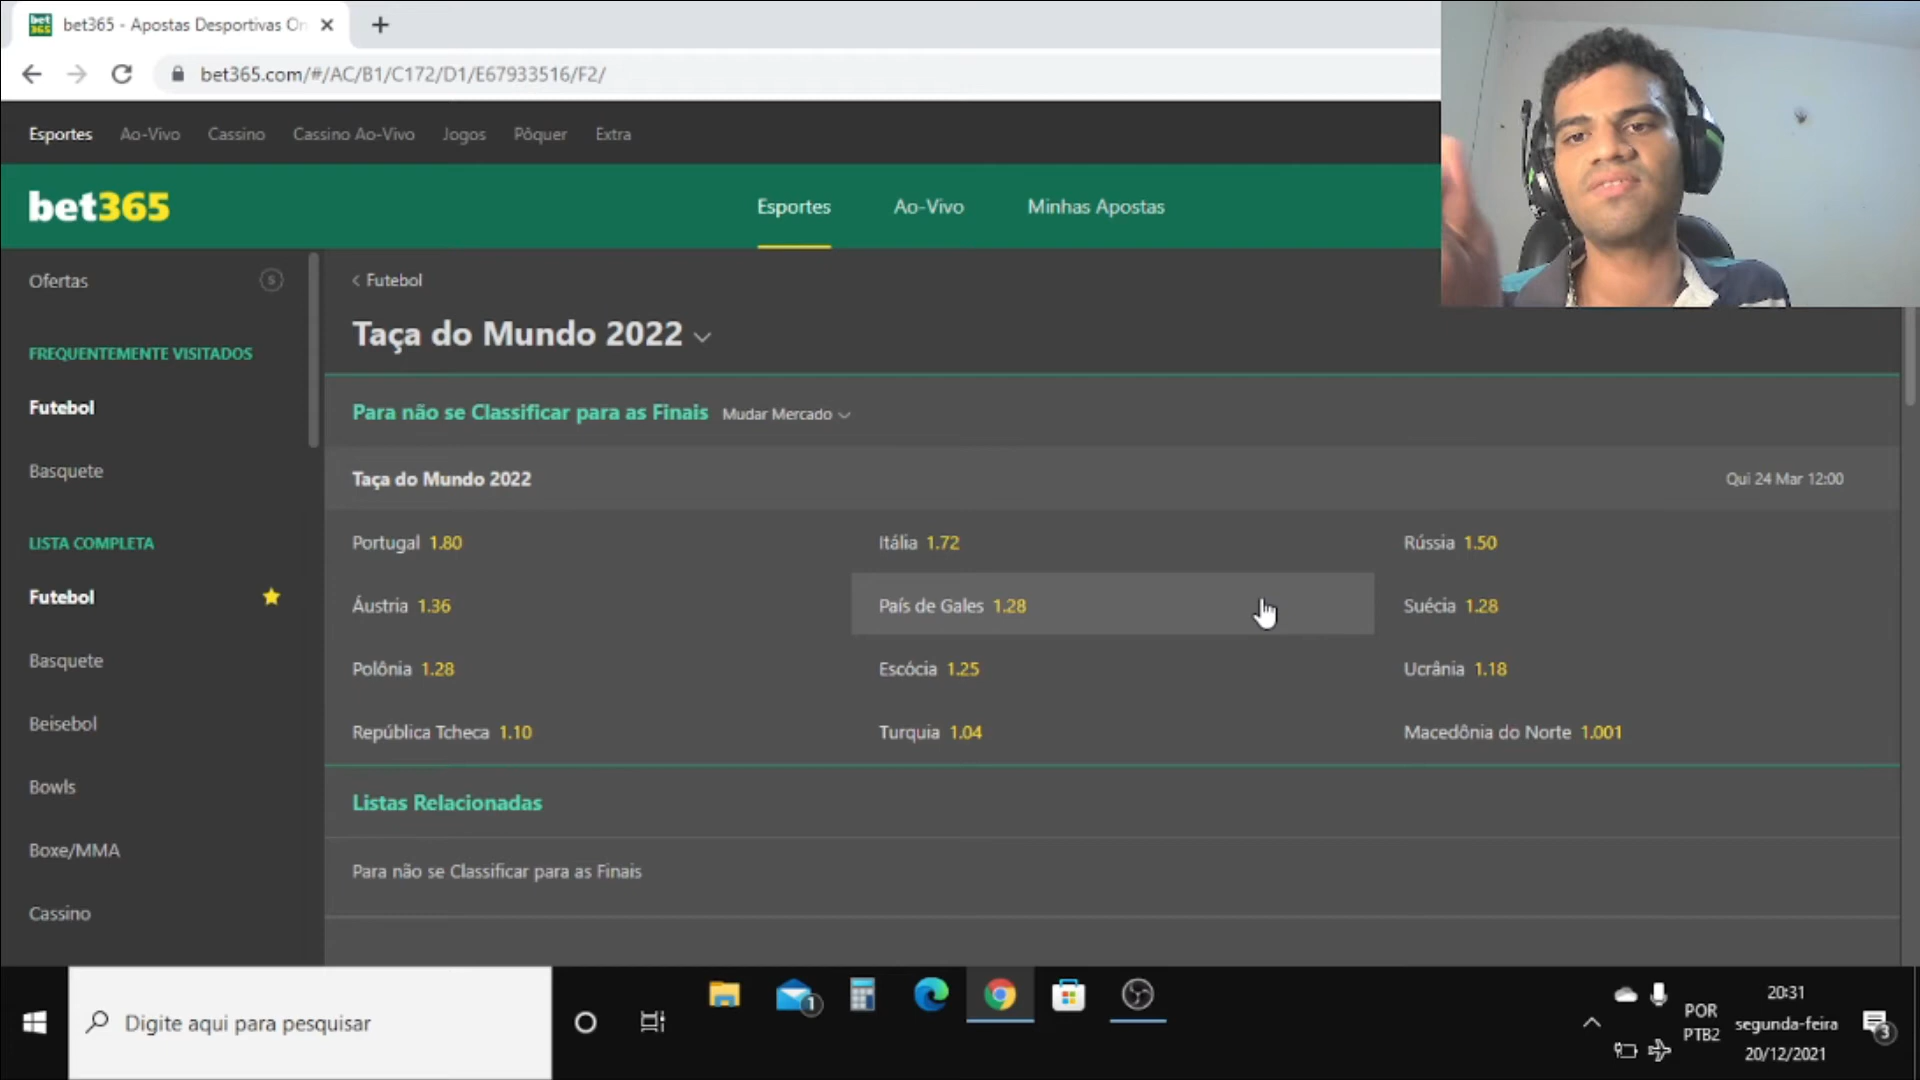 bet365 - Apostas Desportivas On
bet365.com/#/AC/B1/C172/D1/E67933516/F2/
Esportes Ao-Vivo Cassino Cassino Ao-Vivo Jogos Pôquer Extra
bet365
Esportes Ao-Vivo Minhas Apostas
Ofertas 5
Futebol
Taça do Mundo 2022
FREQUENTEMENTE VISITADOS
Futebol
Basquete
LISTA COMPLETA
Futebol
Basquete
Beisebol
Bowls
Boxe/MMA
Cassino
Para não se Classificar para as Finais Mudar Mercado
Taça do Mundo 2022 Qui 24 Mar 12:00
Portugal 1.80 Itália 1.72 Rússia 1.50
Áustria 1.36 País de Gales 1.28 Suécia 1.28
Polônia 1.28 Escócia 1.25 Ucrânia 1.18
República Tcheca 1.10 Turquia 1.04 Macedônia do Norte 1.001
Listas Relacionadas
Para não se Classificar para as Finais
Digite aqui para pesquisar
1
POR
PTB2
20:31
segunda-feira
20/12/2021
3